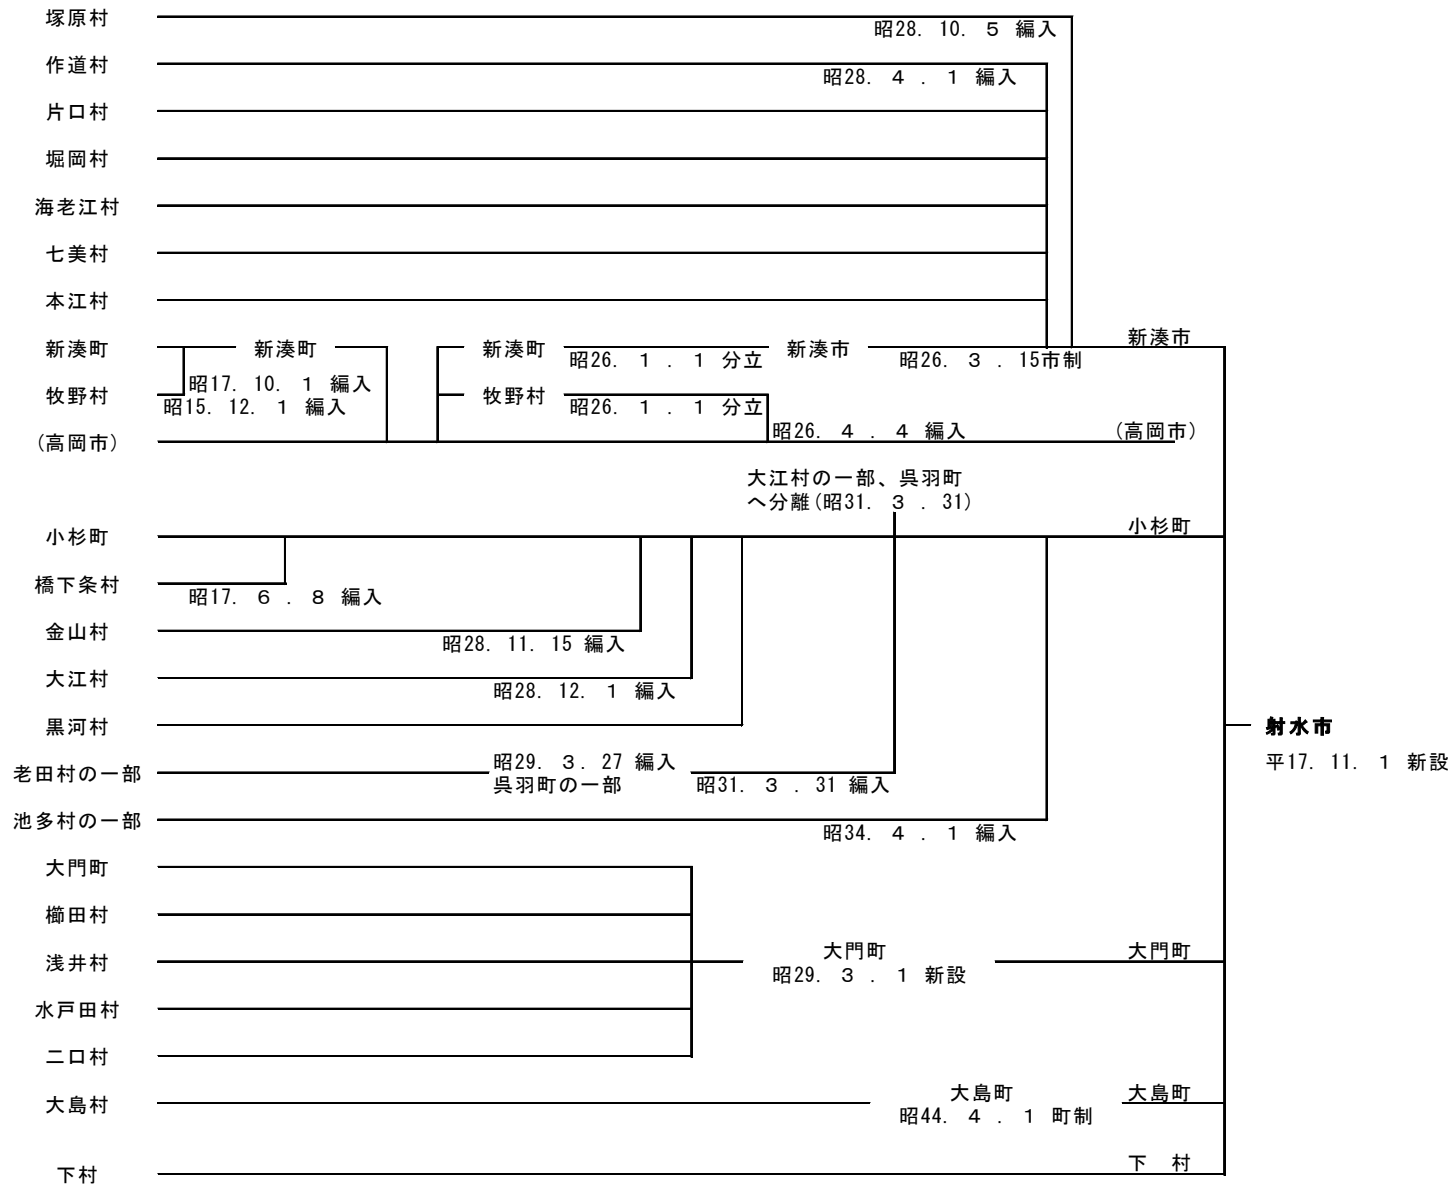 塚原村
昭28. 10. 5 編入
作道村
昭28. 4 . 1 編入
片口村
堀岡村
海老江村
七美村
本江村
新湊市
新湊町 新湊町 新湊町 昭26. 1 . 1 分立 新湊市 昭26. 3 . 15市制
昭17. 10. 1 編入
牧野村 昭15. 12. 1 編入 牧野村 昭26. 1 . 1 分立
(高岡市) 昭26. 4 . 4 編入 (高岡市)
大江村の一部、呉羽町
へ分離(昭31. 3 . 31)
小杉町 小杉町
橋下条村 昭17. 6 . 8 編入
金山村 昭28. 11. 15 編入
大江村 昭28. 12. 1 編入
黒河村
射水市
平17. 11. 1 新設
老田村の一部 昭29. 3. 27 編入
呉羽町の一部 昭31. 3 . 31 編入
池多村の一部 昭34. 4 . 1 編入
大門町
櫛田村
浅井村 大門町 大門町
昭29. 3 . 1 新設
水戸田村
二口村
大島村 大島町 大島町
昭44. 4 . 1 町制
下村 下 村